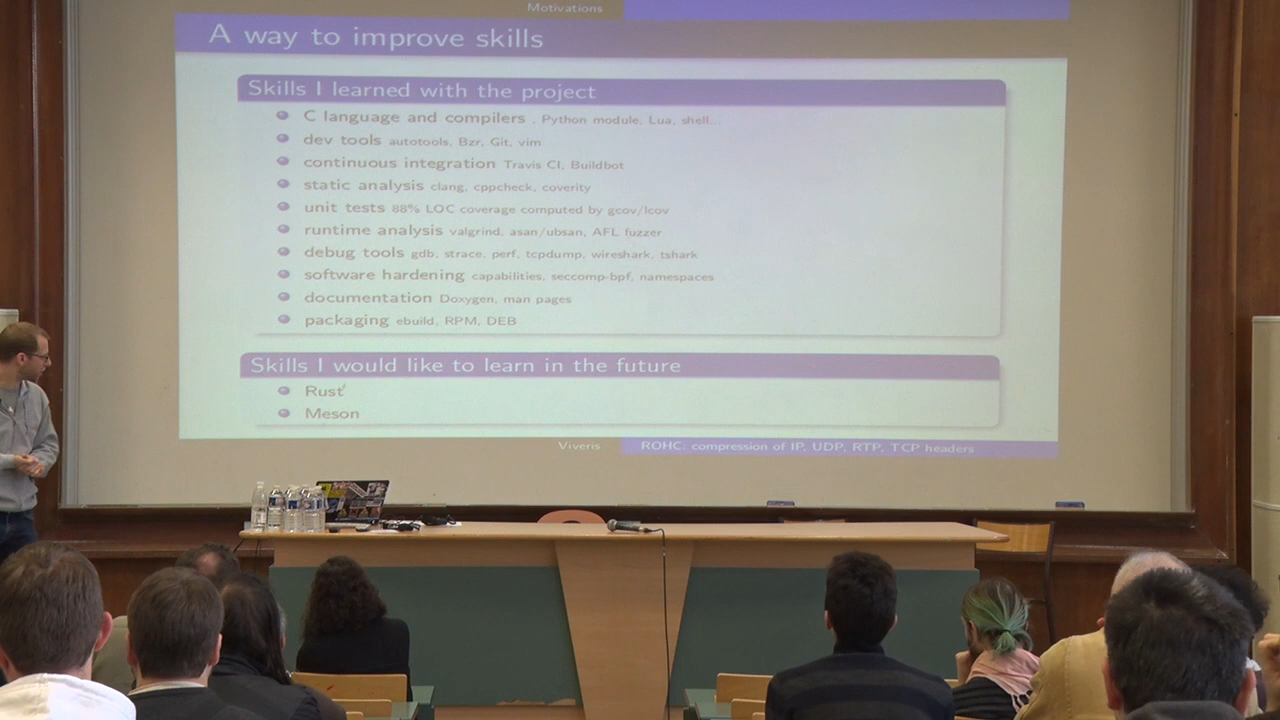 Motivations
A way to improve skills
Skills I learned with the project
C language and compilers , Python module, Lua, shell...
dev tools autotools, Bzr, Git, vim
continuous integration Travis CI, Buildbot
static analysis clang, cppcheck, coverity
unit tests 88% LOC coverage computed by gcov/lcov
runtime analysis valgrind, asan/ubsan, AFL fuzzer
debug tools gdb, strace, perf, tcpdump, wireshark, tshark
software hardening capabilities, seccomp-bpf, namespaces
documentation Doxygen, man pages
packaging ebuild, RPM, DEB
Skills I would like to learn in the future
Rust
Meson
Viveris
ROHC: compression of IP, UDP, RTP, TCP headers